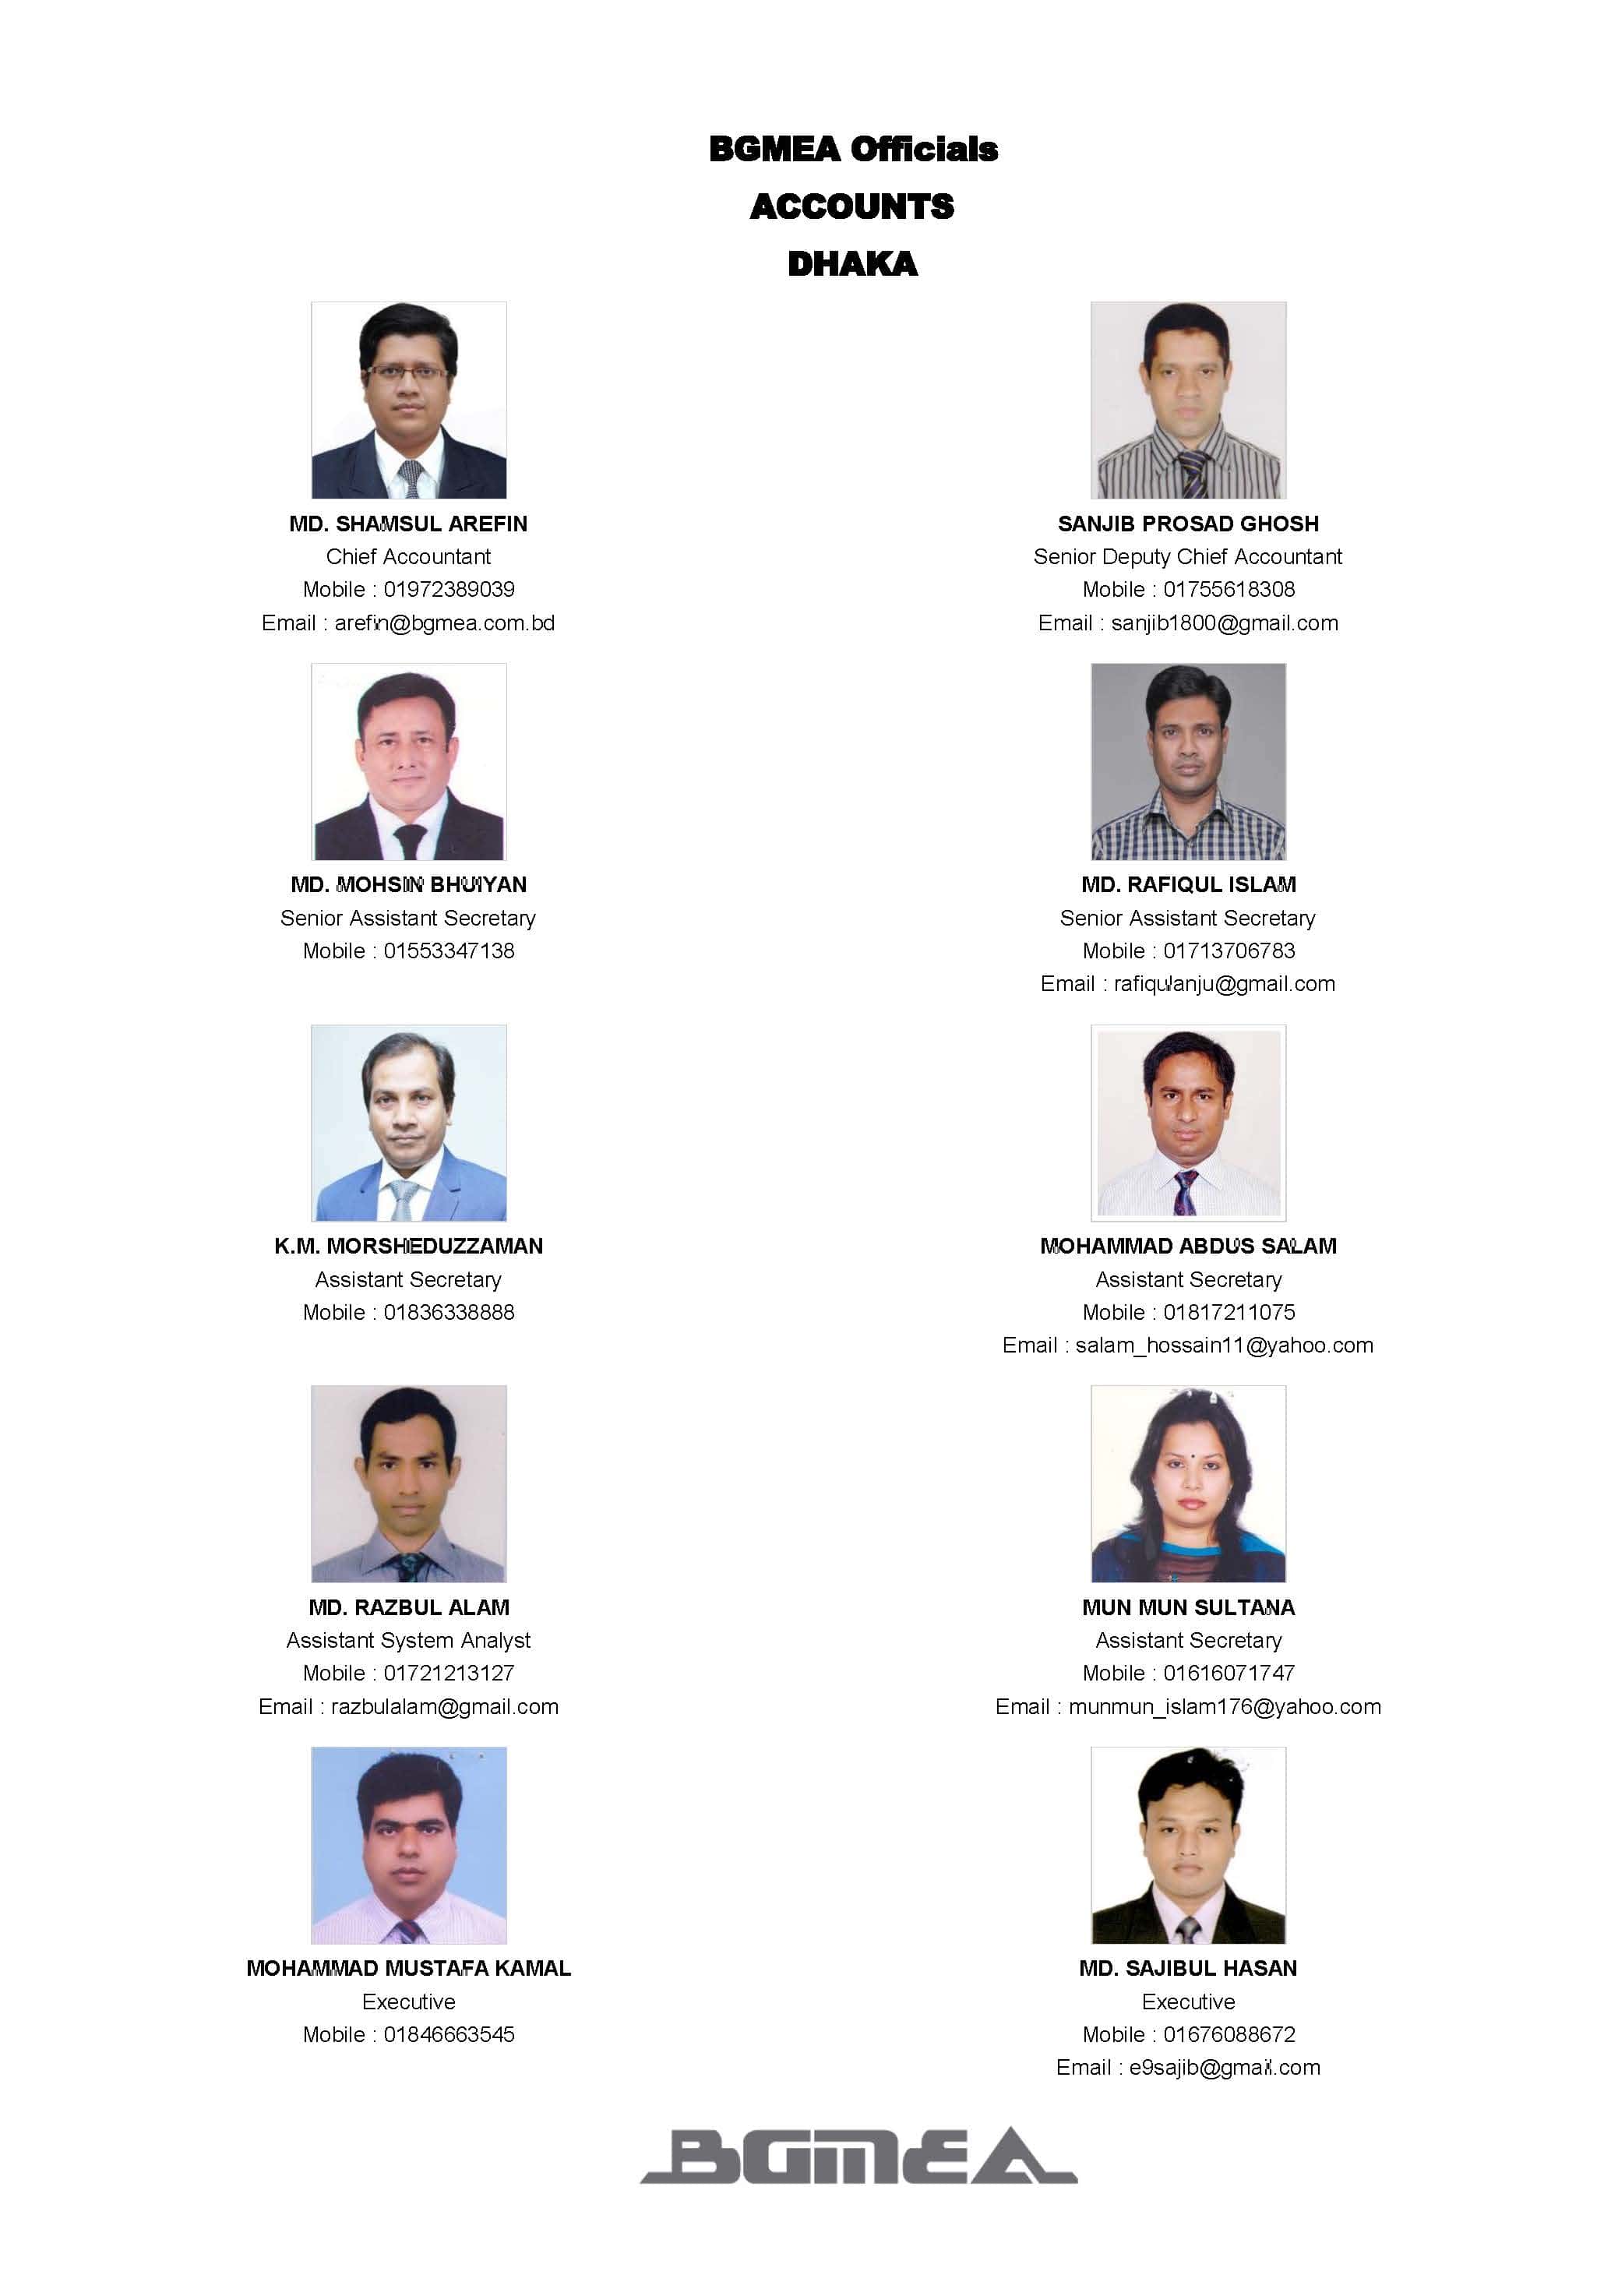 BGMEA Officials
ACCOUNTS
DHAKA
MD. SHAMSUL AREFIN
Chief Accountant
Mobile : 01972389039
Email : arefin@bgmea.com.bd
SANJIB PROSAD GHOSH
Senior Deputy Chief Accountant
Mobile : 01755618308
Email : sanjib1800@gmail.com
MD. MOHSIN BHUIYAN
Senior Assistant Secretary
Mobile : 01553347138
MD. RAFIQUL ISLAM
Senior Assistant Secretary
Mobile : 01713706783
Email : rafiqulanju@gmail.com
K.M. MORSHEDUZZAMAN
Assistant Secretary
Mobile : 01836338888
MOHAMMAD ABDUS SALAM
Assistant Secretary
Mobile : 01817211075
Email : salam_hossain11@yahoo.com
MD. RAZBUL ALAM
Assistant System Analyst
Mobile : 01721213127
Email : razbulalam@gmail.com
MUN MUN SULTANA
Assistant Secretary
Mobile : 01616071747
Email : munmun_islam176@yahoo.com
MOHAMMAD MUSTAFA KAMAL
Executive
Mobile : 01846663545
MD. SAJIBUL HASAN
Executive
Mobile : 01676088672
Email : e9sajib@gmail.com
BGMEA